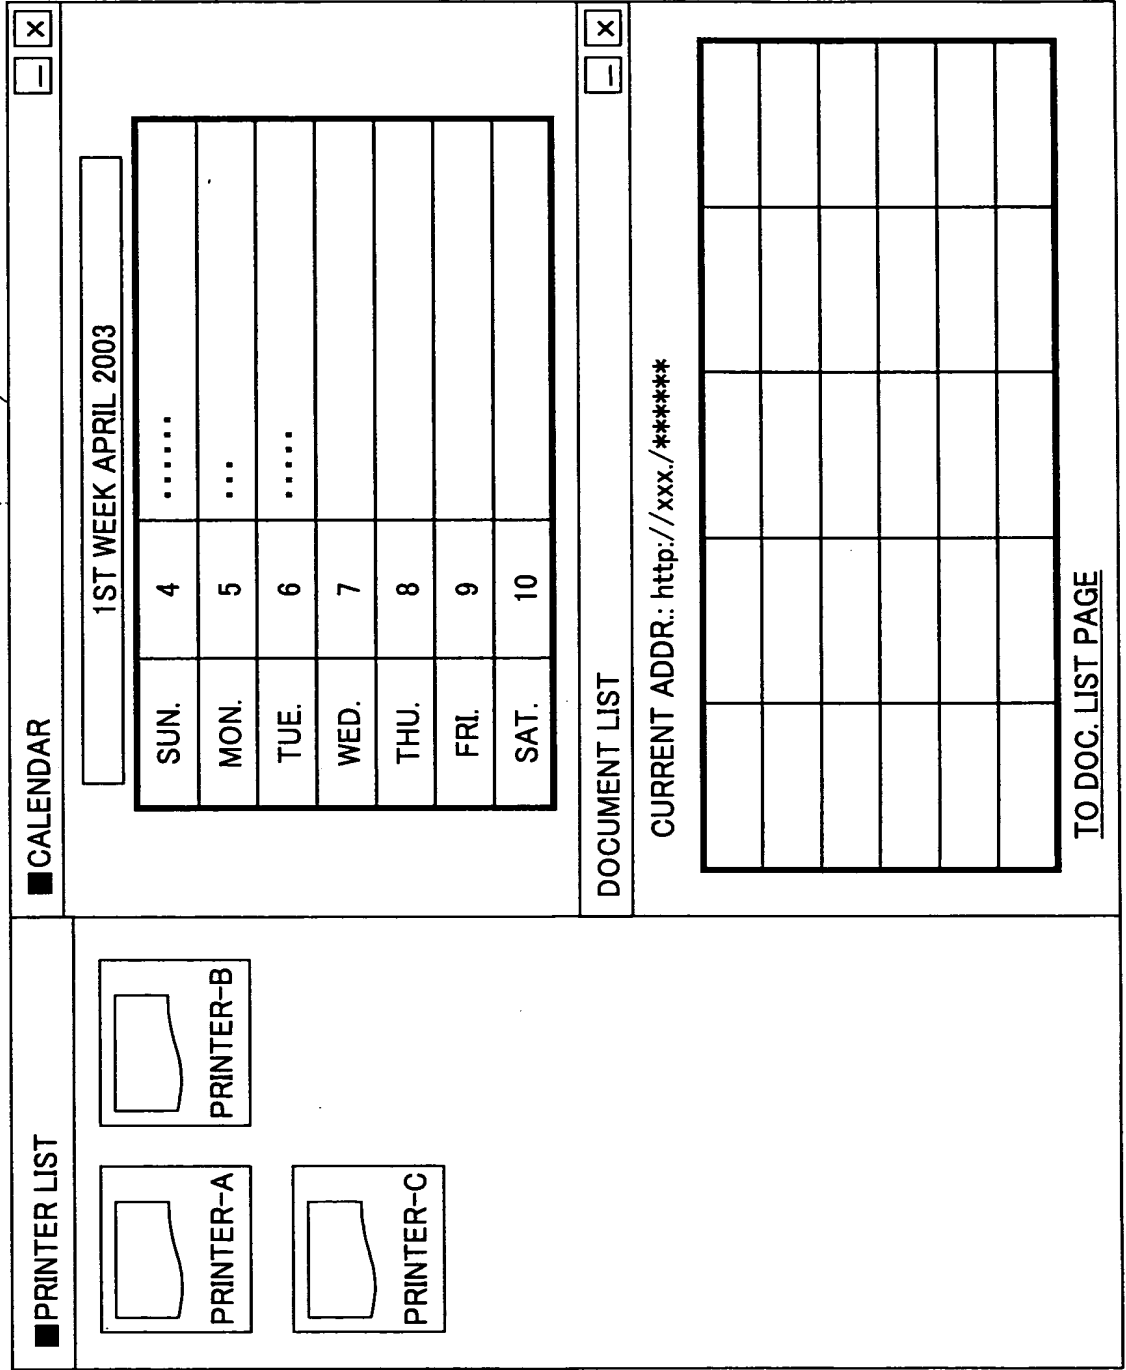 ■PRINTER LIST
PRINTER-A
PRINTER-B
PRINTER-C
■CALENDAR
1ST WEEK APRIL 2003
SUN. 4 ......
MON. 5 ...
TUE. 6 .....
WED. 7
THU. 8
FRI. 9
SAT. 10
DOCUMENT LIST
CURRENT ADDR.: http://xxx./******
TO DOC. LIST PAGE